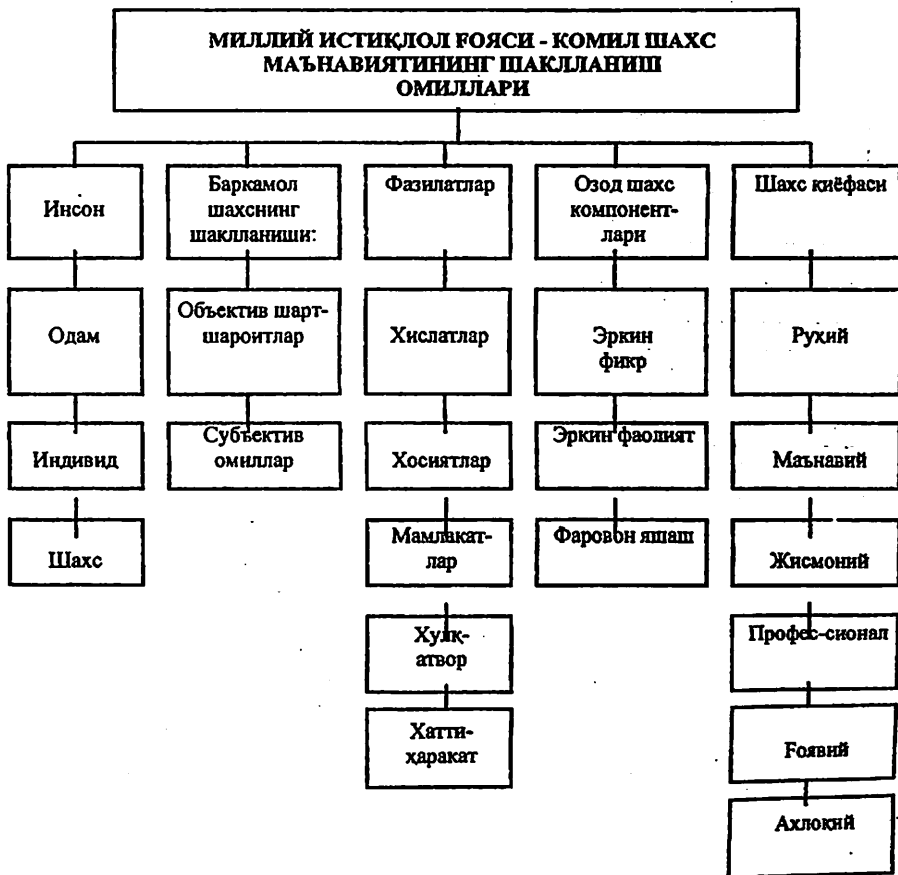 МИЛЛИЙ ИСТИҚЛОЛ ҒОЯСИ - КОМИЛ ШАХС
МАЪНАВИЯТИНИНГ ШАКЛЛАНИШ
ОМИЛЛАРИ
Инсон
Одам
Индивид
Шахс
Баркамол
шахснинг
шаклланиши:
Объектив шарт-
шароитлар
Субъектив
омиллар
Фазилатлар
Хислатлар
Хосиятлар
Мамлакат-
лар
Хулқ-
атвор
Хатти-
ҳаракат
Озод шахс
компонент-
лари
Эркин
фикр
Эркин фаолият
Фаровон яшаш
Шахс қиёфаси
Рухий
Маънавий
Жисмоний
Профес-сионал
Ғоявий
Ахлоқий